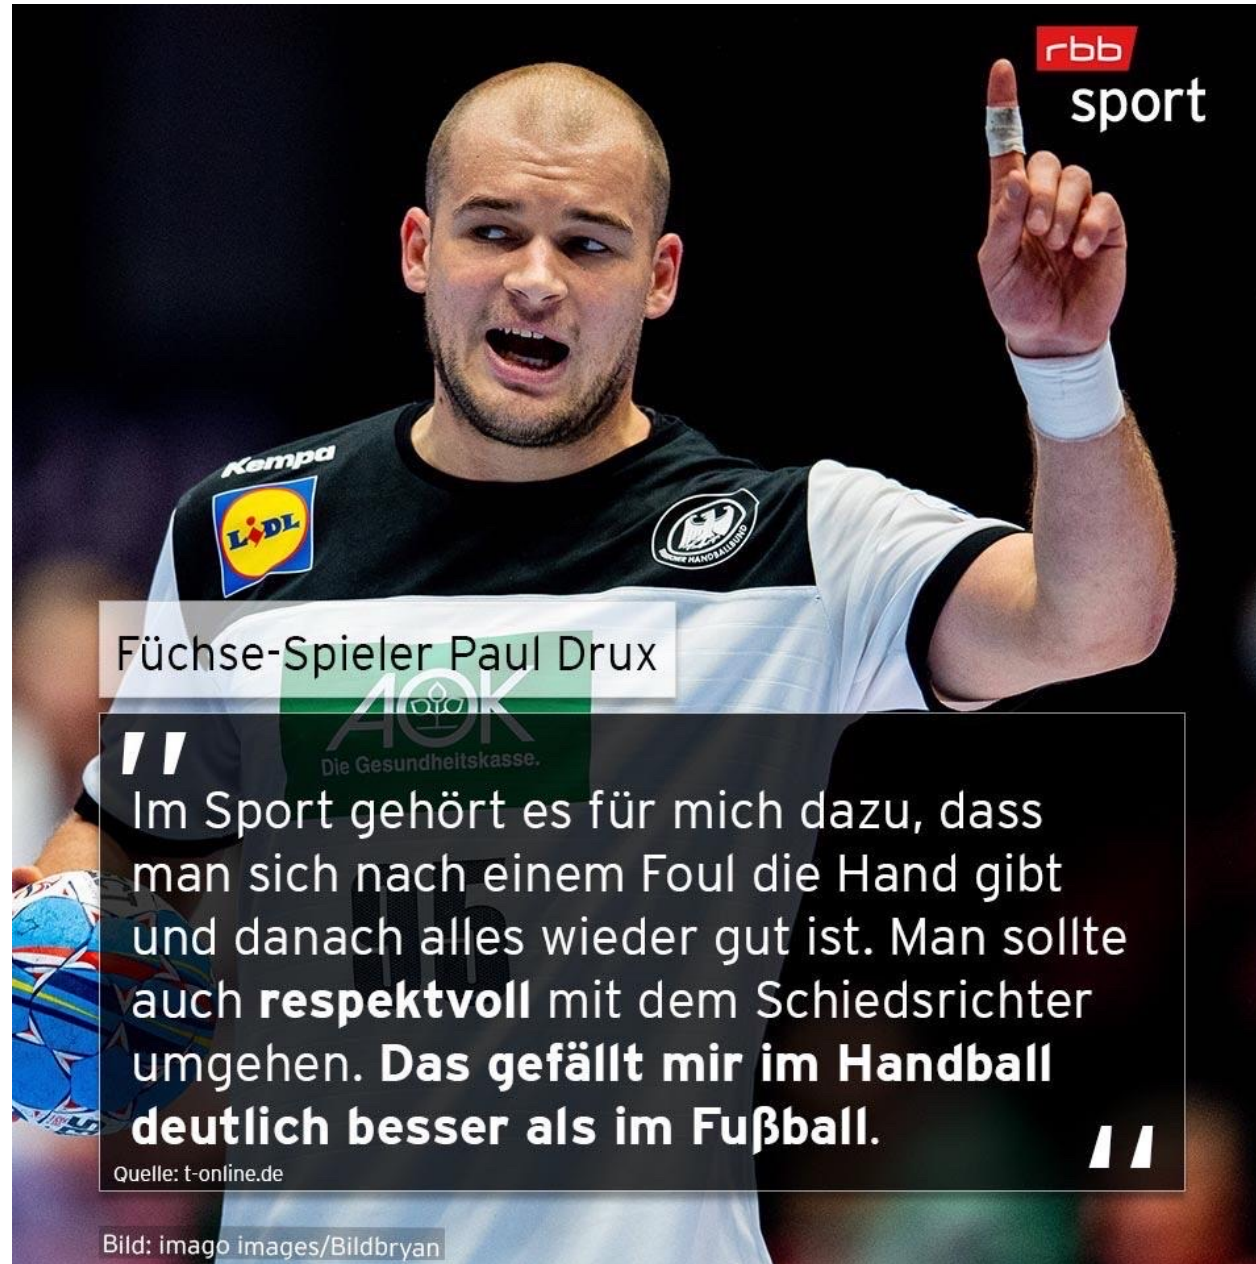 rbb
sport
Kempa
LIDL
DEUTSCHER HANDBALLBUND
Füchse-Spieler Paul Drux
AOK
Die Gesundheitskasse.
"
Im Sport gehört es für mich dazu, dass
man sich nach einem Foul die Hand gibt
und danach alles wieder gut ist. Man sollte
auch respektvoll mit dem Schiedsrichter
umgehen. Das gefällt mir im Handball
deutlich besser als im Fußball.
"
Quelle: t-online.de
Bild: imago images/Bildbryan